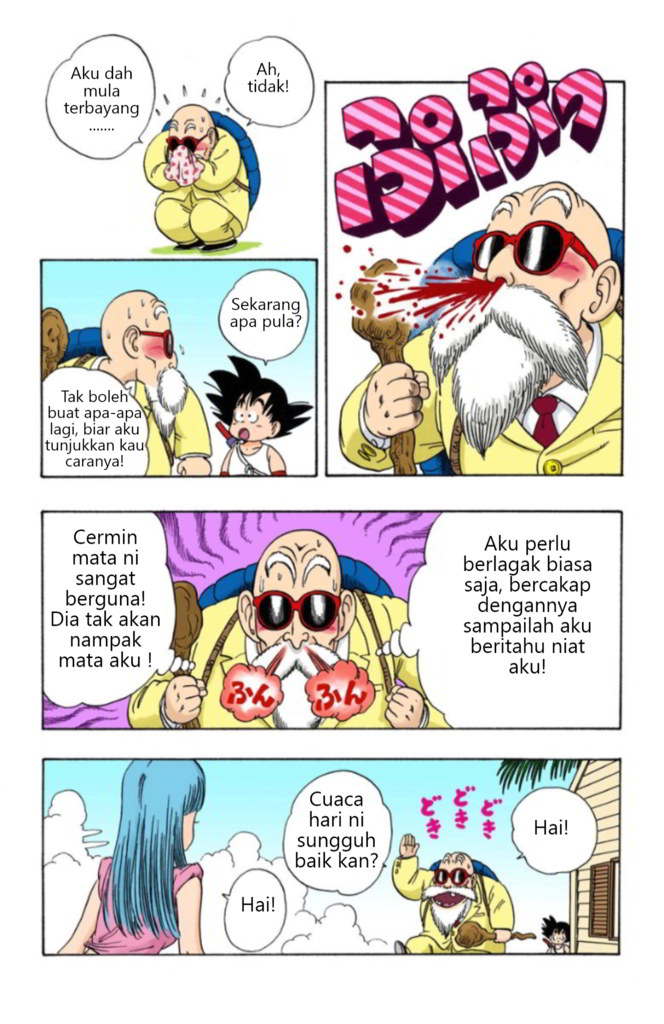 ぷぷっ
Ah,
tidak!
Aku dah
mula
terbayang
.......
Sekarang
apa pula?
Tak boleh
buat apa-apa
lagi, biar aku
tunjukkan kau
caranya!
Aku perlu
berlagak biasa
saja, bercakap
dengannya
sampailah aku
beritahu niat
aku!
Cermin
mata ni
sangat
berguna!
Dia tak akan
nampak
mata aku !
ふん
ふん
Hai!
どき
どき
どき
Cuaca
hari ni
sungguh
baik kan?
Hai!